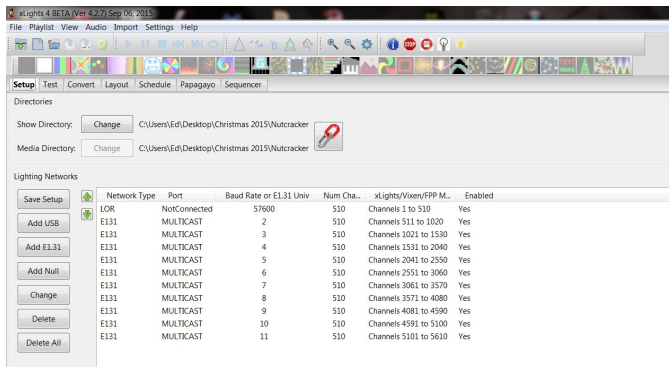 xLights 4 BETA (Ver 4.2.7) Sep 06, 2015
File Playlist View Audio Import Settings Help
Setup Test Convert Layout Schedule Papagayo Sequencer
Directories
Show Directory: Change C:\Users\Ed\Desktop\Christmas 2015\Nutcracker
Media Directory: Change C:\Users\Ed\Desktop\Christmas 2015\Nutcracker
Lighting Networks
Save Setup
Add USB
Add E1.31
Add Null
Change
Delete
Delete All
Network Type Port Baud Rate or E1.31 Univ Num Cha... xLights/Vixen/FPP M... Enabled
LOR NotConnected 57600 510 Channels 1 to 510 Yes
E131 MULTICAST 2 510 Channels 511 to 1020 Yes
E131 MULTICAST 3 510 Channels 1021 to 1530 Yes
E131 MULTICAST 4 510 Channels 1531 to 2040 Yes
E131 MULTICAST 5 510 Channels 2041 to 2550 Yes
E131 MULTICAST 6 510 Channels 2551 to 3060 Yes
E131 MULTICAST 7 510 Channels 3061 to 3570 Yes
E131 MULTICAST 8 510 Channels 3571 to 4080 Yes
E131 MULTICAST 9 510 Channels 4081 to 4590 Yes
E131 MULTICAST 10 510 Channels 4591 to 5100 Yes
E131 MULTICAST 11 510 Channels 5101 to 5610 Yes